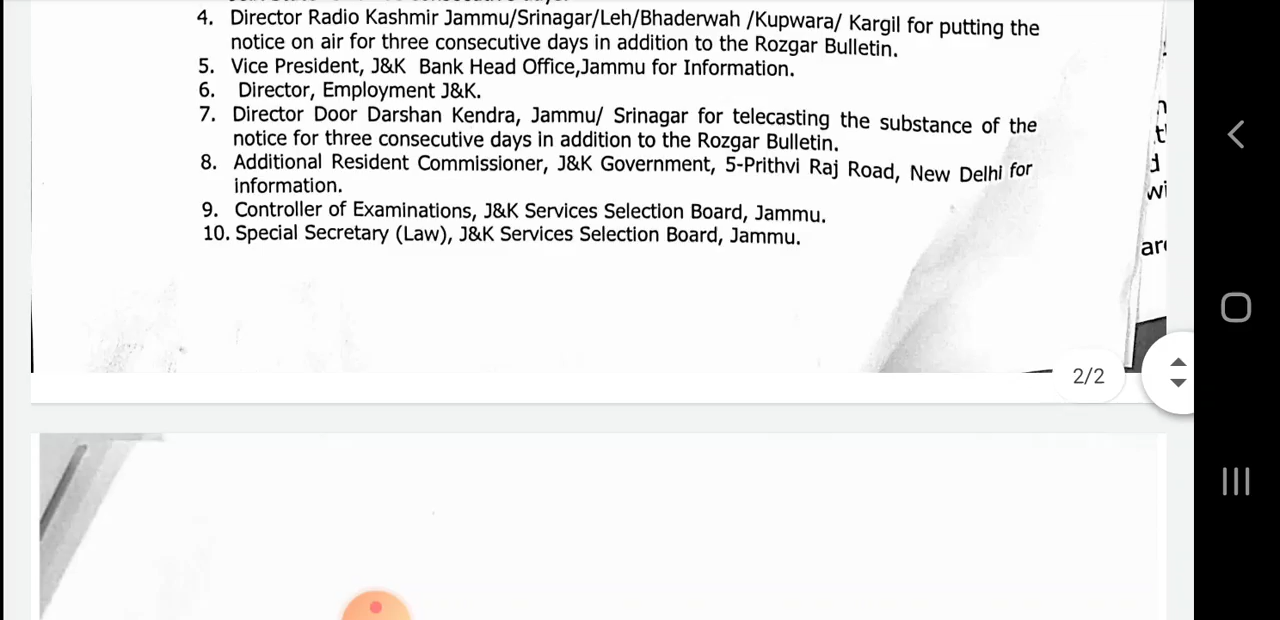 4. Director Radio Kashmir Jammu/Srinagar/Leh/Bhaderwah /Kupwara/ Kargil for putting the
notice on air for three consecutive days in addition to the Rozgar Bulletin.
5. Vice President, J&K Bank Head Office,Jammu for Information.
6. Director, Employment J&K.
7. Director Door Darshan Kendra, Jammu/ Srinagar for telecasting the substance of the
notice for three consecutive days in addition to the Rozgar Bulletin.
8. Additional Resident Commissioner, J&K Government, 5-Prithvi Raj Road, New Delhi for
information.
9. Controller of Examinations, J&K Services Selection Board, Jammu.
10. Special Secretary (Law), J&K Services Selection Board, Jammu.
2/2